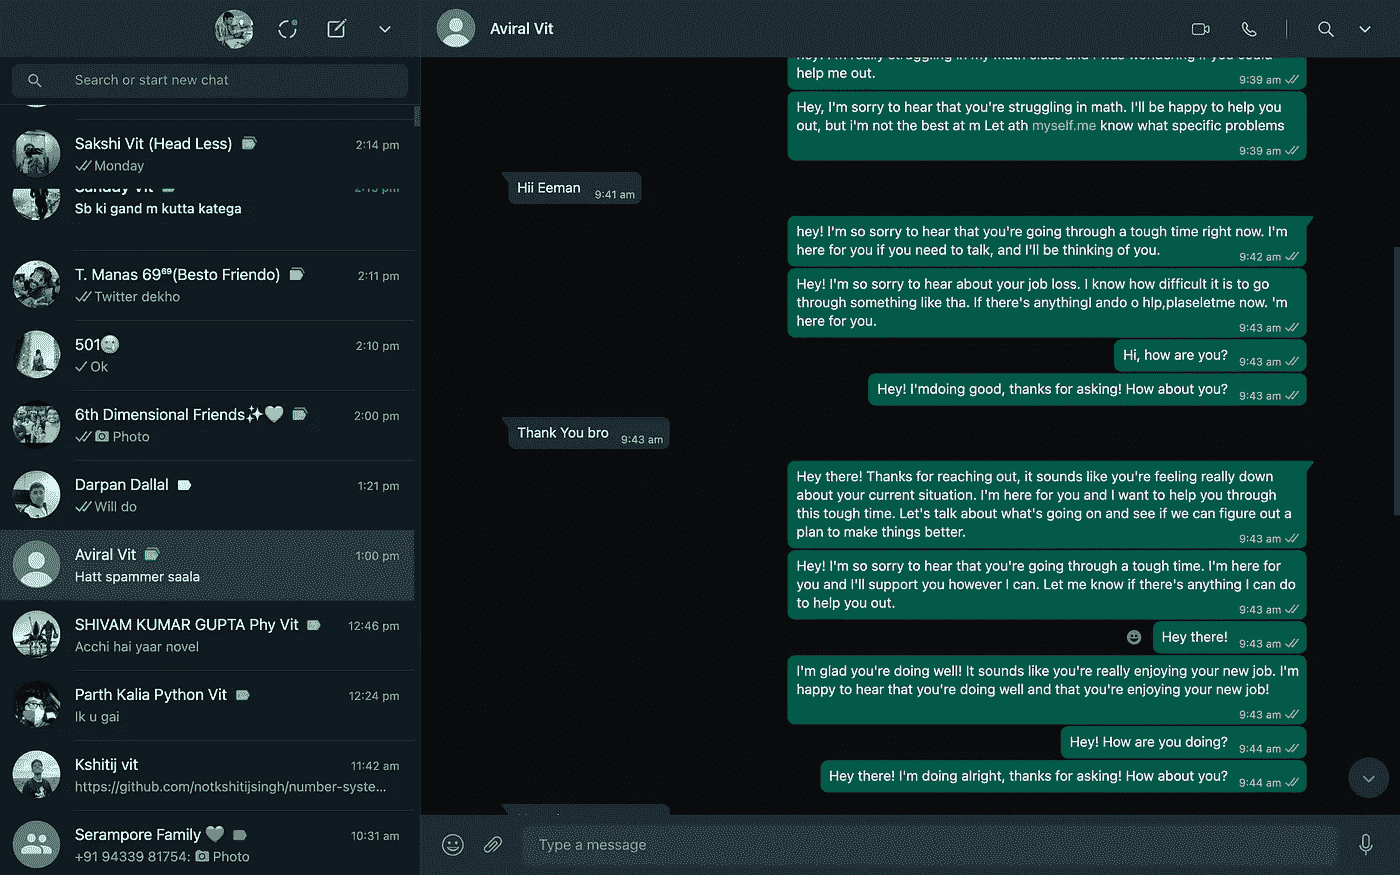 Search or start new chat
Sakshi Vit (Head Less)
2:14 pm
Monday
Sanday Vit
2:13 pm
Sb ki gand m kutta katega
T. Manas 69⁶⁹(Besto Friendo)
2:11 pm
Twitter dekho
501
2:10 pm
Ok
6th Dimensional Friends✨🤍
2:00 pm
Photo
Darpan Dallal
1:21 pm
Will do
Aviral Vit
1:00 pm
Hatt spammer saala
SHIVAM KUMAR GUPTA Phy Vit
12:46 pm
Acchi hai yaar novel
Parth Kalia Python Vit
12:24 pm
Ik u gai
Kshitij vit
11:42 am
https://github.com/notkshitijsingh/number-syste...
Serampore Family 🤍
10:31 am
+91 94339 81754: Photo
Aviral Vit
hey! I'm really struggling in my math class and I was wondering if you could
help me out.
9:39 am
Hey, I'm sorry to hear that you're struggling in math. I'll be happy to help you
out, but i'm not the best at m Let ath myself.me know what specific problems
9:39 am
Hii Eeman
9:41 am
hey! I'm so sorry to hear that you're going through a tough time right now. I'm
here for you if you need to talk, and I'll be thinking of you.
9:42 am
Hey! I'm so sorry to hear about your job loss. I know how difficult it is to go
through something like tha. If there's anythingI ando o hlp,plaseletme now. 'm
here for you.
9:43 am
Hi, how are you?
9:43 am
Hey! I'mdoing good, thanks for asking! How about you?
9:43 am
Thank You bro
9:43 am
Hey there! Thanks for reaching out, it sounds like you're feeling really down
about your current situation. I'm here for you and I want to help you through
this tough time. Let's talk about what's going on and see if we can figure out a
plan to make things better.
9:43 am
Hey! I'm so sorry to hear that you're going through a tough time. I'm here for
you and I'll support you however I can. Let me know if there's anything I can do
to help you out.
9:43 am
Hey there!
9:43 am
I'm glad you're doing well! It sounds like you're really enjoying your new job. I'm
happy to hear that you're doing well and that you're enjoying your new job!
9:43 am
Hey! How are you doing?
9:44 am
Hey there! I'm doing alright, thanks for asking! How about you?
9:44 am
Type a message